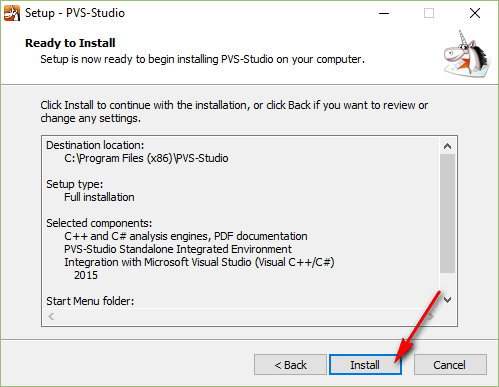 Setup - PVS-Studio
Ready to Install
Setup is now ready to begin installing PVS-Studio on your computer.
Click Install to continue with the installation, or click Back if you want to review or
change any settings.
Destination location:
C:\Program Files (x86)\PVS-Studio
Setup type:
Full installation
Selected components:
C++ and C# analysis engines, PDF documentation
PVS-Studio Standalone Integrated Environment
Integration with Microsoft Visual Studio (Visual C++/C#)
2015
Start Menu folder:
< Back
Install
Cancel